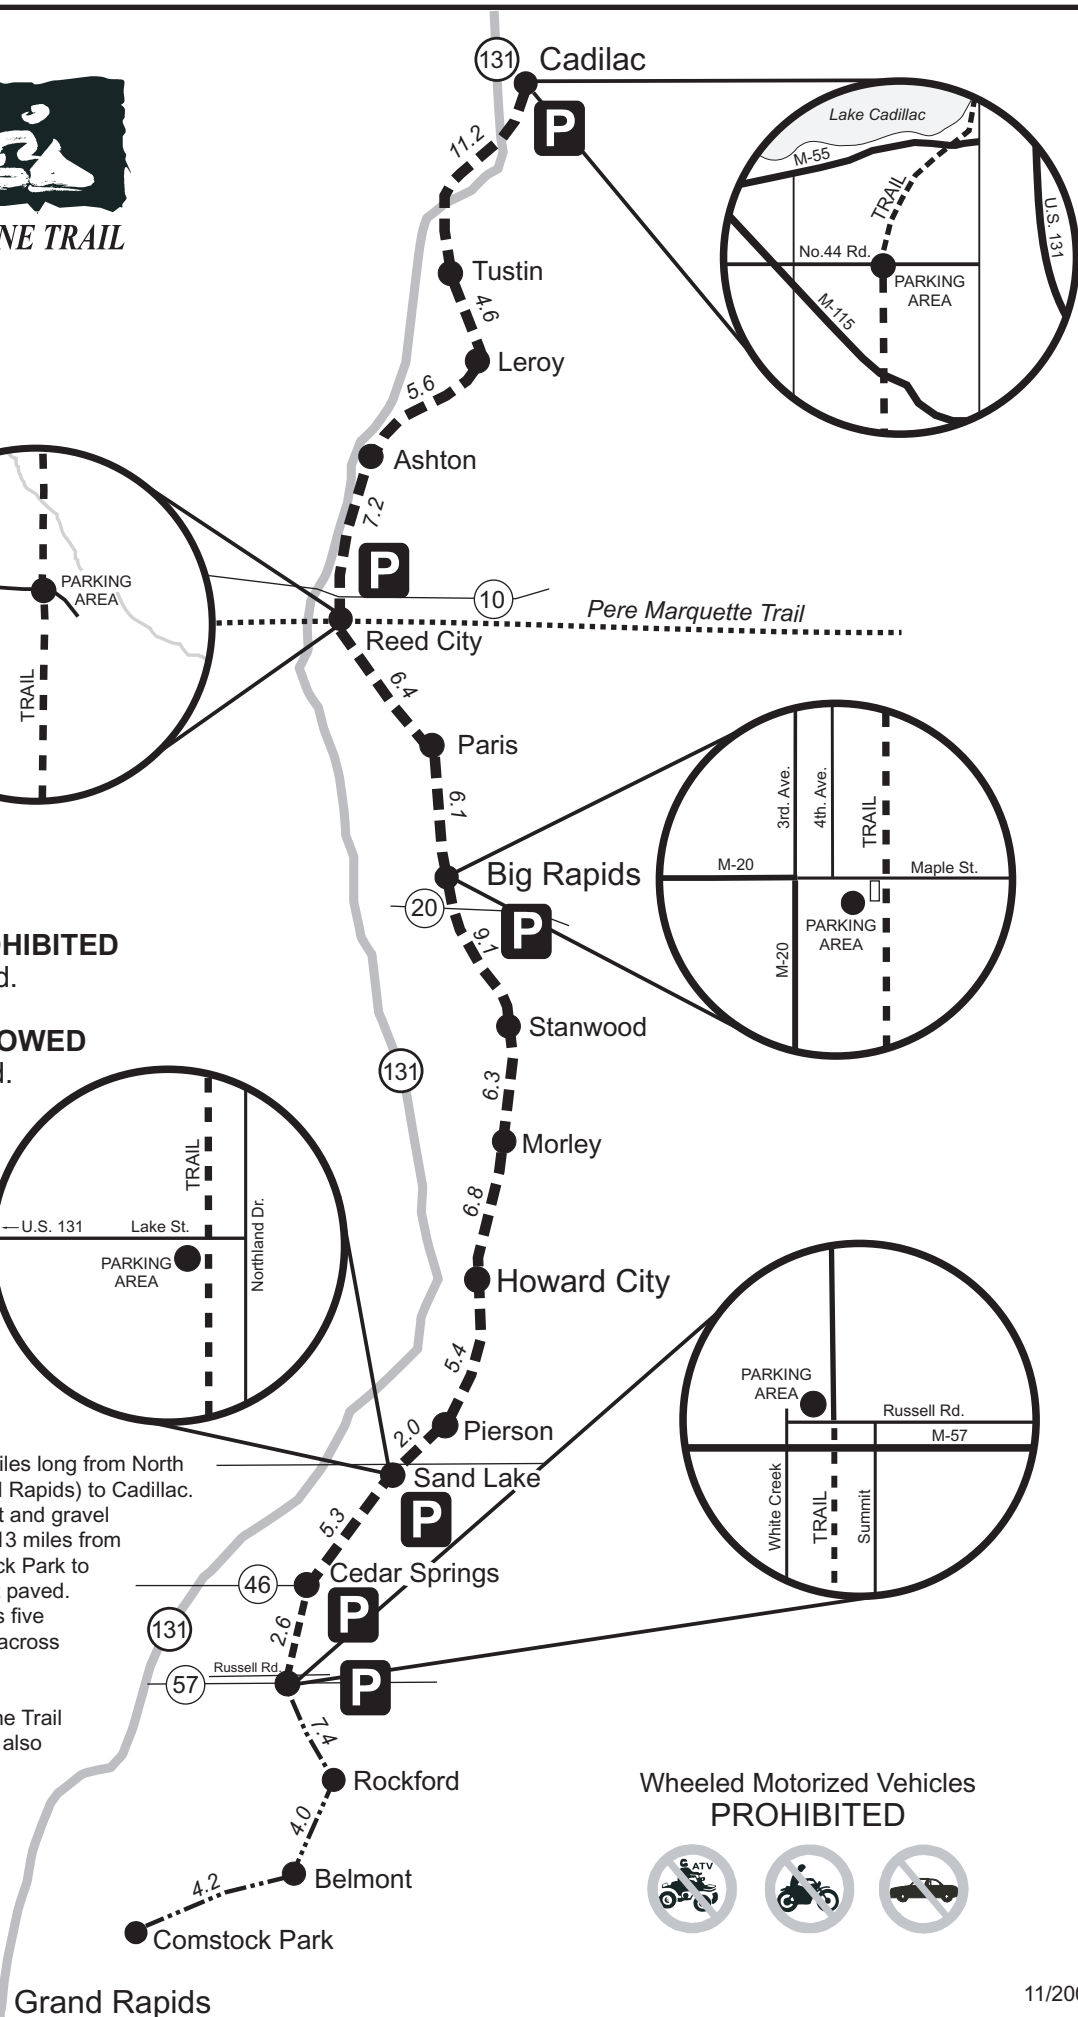 131
Cadilac
P
11.2
Lake Cadillac
M-55
TRAIL
U.S. 131
No.44 Rd.
PARKING
AREA
M-115
NE TRAIL
Tustin
4.6
Leroy
5.6
Ashton
7.2
P
PARKING
AREA
TRAIL
10
Pere Marquette Trail
Reed City
6.4
Paris
6.1
3rd. Ave.
4th. Ave.
TRAIL
M-20
Maple St.
PARKING
AREA
M-20
Big Rapids
20
P
9.1
HIBITED
d.
Stanwood
OWED
d.
131
6.3
Morley
TRAIL
U.S. 131
Lake St.
Northland Dr.
PARKING
AREA
6.8
Howard City
5.4
PARKING
AREA
Russell Rd.
M-57
White Creek
TRAIL
Summit
2.0
Pierson
iles long from North
Rapids) to Cadillac.
t and gravel
13 miles from
ck Park to
paved.
s five
across
Sand Lake
P
5.3
Cedar Springs
46
P
131
2.6
Russell Rd.
57
P
ne Trail
also
7.4
Rockford
4.0
Belmont
4.2
Comstock Park
Grand Rapids
Wheeled Motorized Vehicles
PROHIBITED
ATV
11/200